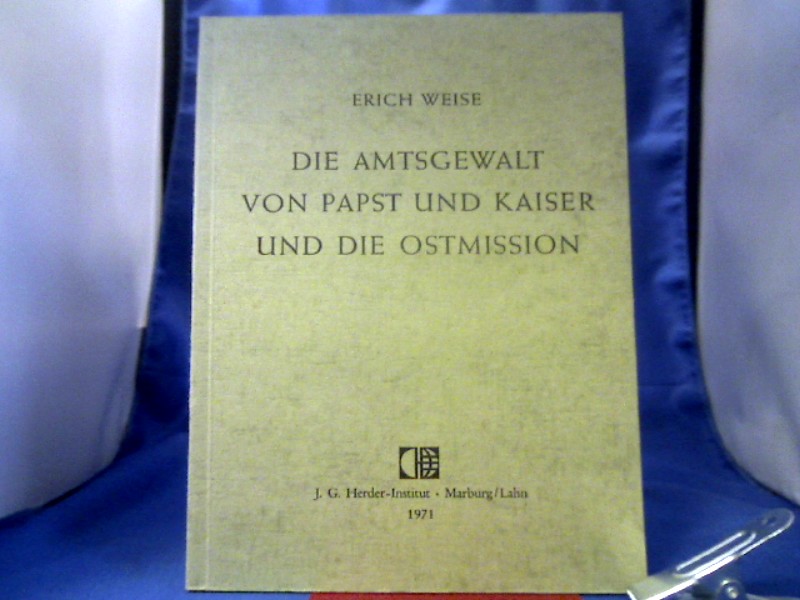 ERICH WEISE
DIE AMTSGEWALT
VON PAPST UND KAISER
UND DIE OSTMISSION
J. G. Herder-Institut · Marburg/Lahn
1971